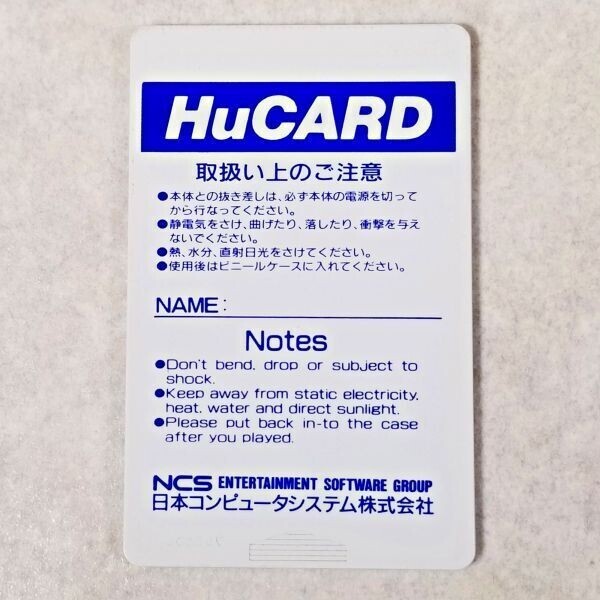 HuCARD
取扱い上のご注意
●本体との抜き差しは、必ず本体の電源を切って
から行なってください。
●静電気をさけ、曲げたり、落したり、衝撃を与え
ないでください。
●熱、水分、直射日光をさけてください。
●使用後はビニールケースに入れてください。
NAME:
Notes
●Don't bend, drop or subject to
shock.
●Keep away from static electricity,
heat, water and direct sunlight.
●Please put back in-to the case
after you played.
NCS ENTERTAINMENT SOFTWARE GROUP
日本コンピュータシステム株式会社